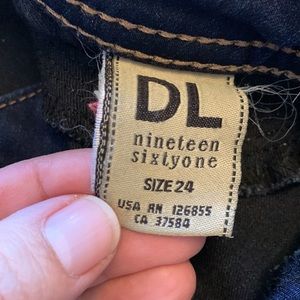 DL
nineteen
sixtyone
SIZE 24
USA RN 126855
CA 37584